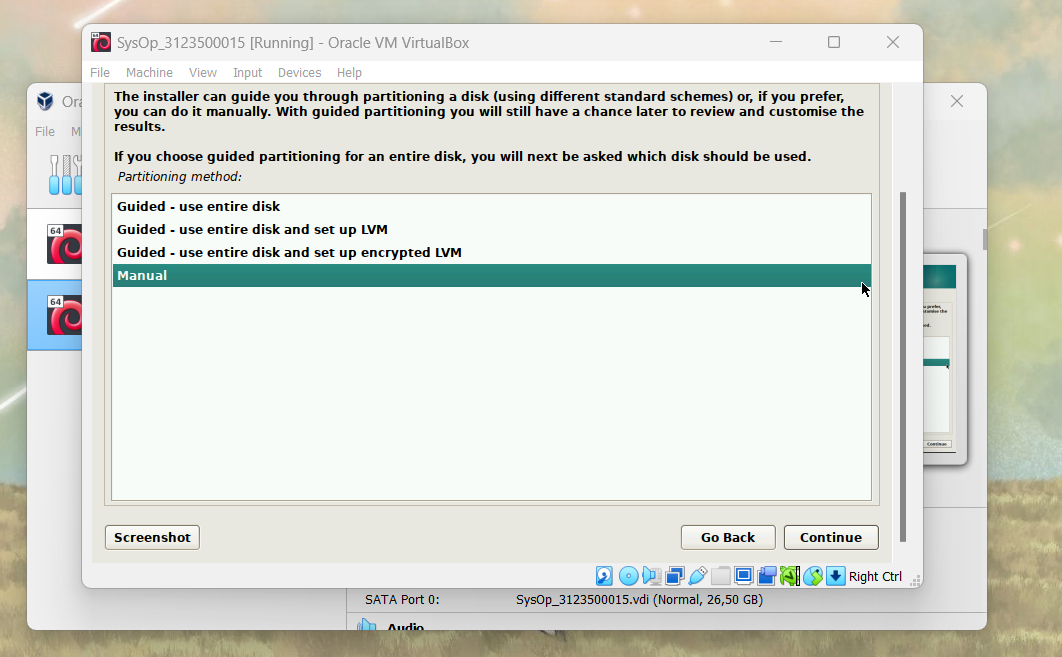 SysOp_3123500015 [Running] - Oracle VM VirtualBox
File Machine View Input Devices Help
Ora
File M
The installer can guide you through partitioning a disk (using different standard schemes) or, if you prefer,
you can do it manually. With guided partitioning you will still have a chance later to review and customise the
results.
If you choose guided partitioning for an entire disk, you will next be asked which disk should be used.
Partitioning method:
Guided - use entire disk
Guided - use entire disk and set up LVM
Guided - use entire disk and set up encrypted LVM
Manual
64
64
Screenshot
Go Back
Continue
Continue
Right Ctrl
SATA Port 0: SysOp_3123500015.vdi (Normal, 26,50 GB)
Audio